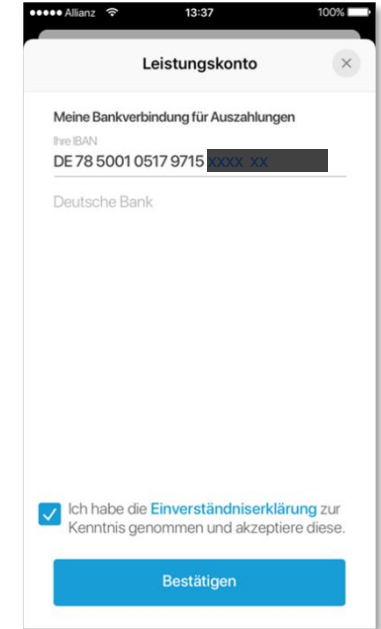 Allianz 13:37 100%
Leistungskonto
Meine Bankverbindung für Auszahlungen
Ihre IBAN
DE 78 5001 0517 9715 XXXX XX
Deutsche Bank
Ich habe die Einverständniserklärung zur
Kenntnis genommen und akzeptiere diese.
Bestätigen